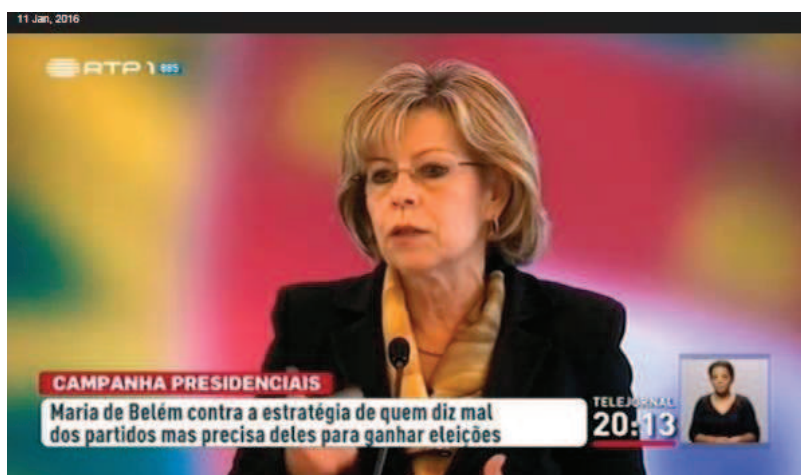 11 Jan, 2016
RTP 1
CAMPANHA PRESIDENCIAIS
Maria de Belém contra a estratégia de quem diz mal
dos partidos mas precisa deles para ganhar eleições
TELEJORNAL
20:13